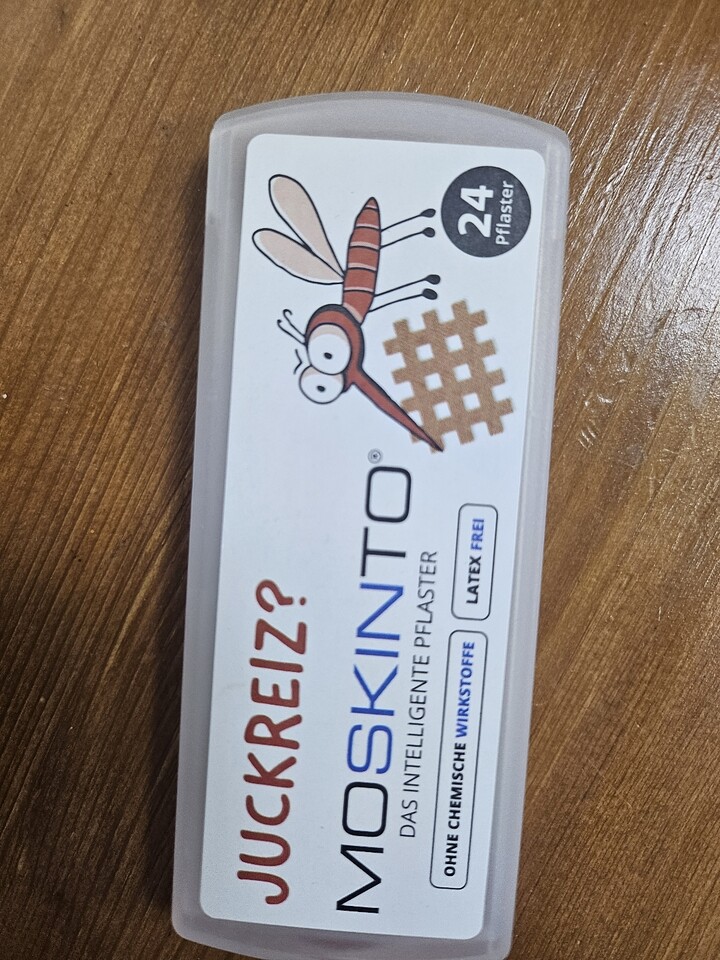 JUCKREIZ?
MOSKINTO®
DAS INTELLIGENTE PFLASTER
OHNE CHEMISCHE WIRKSTOFFE
LATEX FREI
24
Pflaster